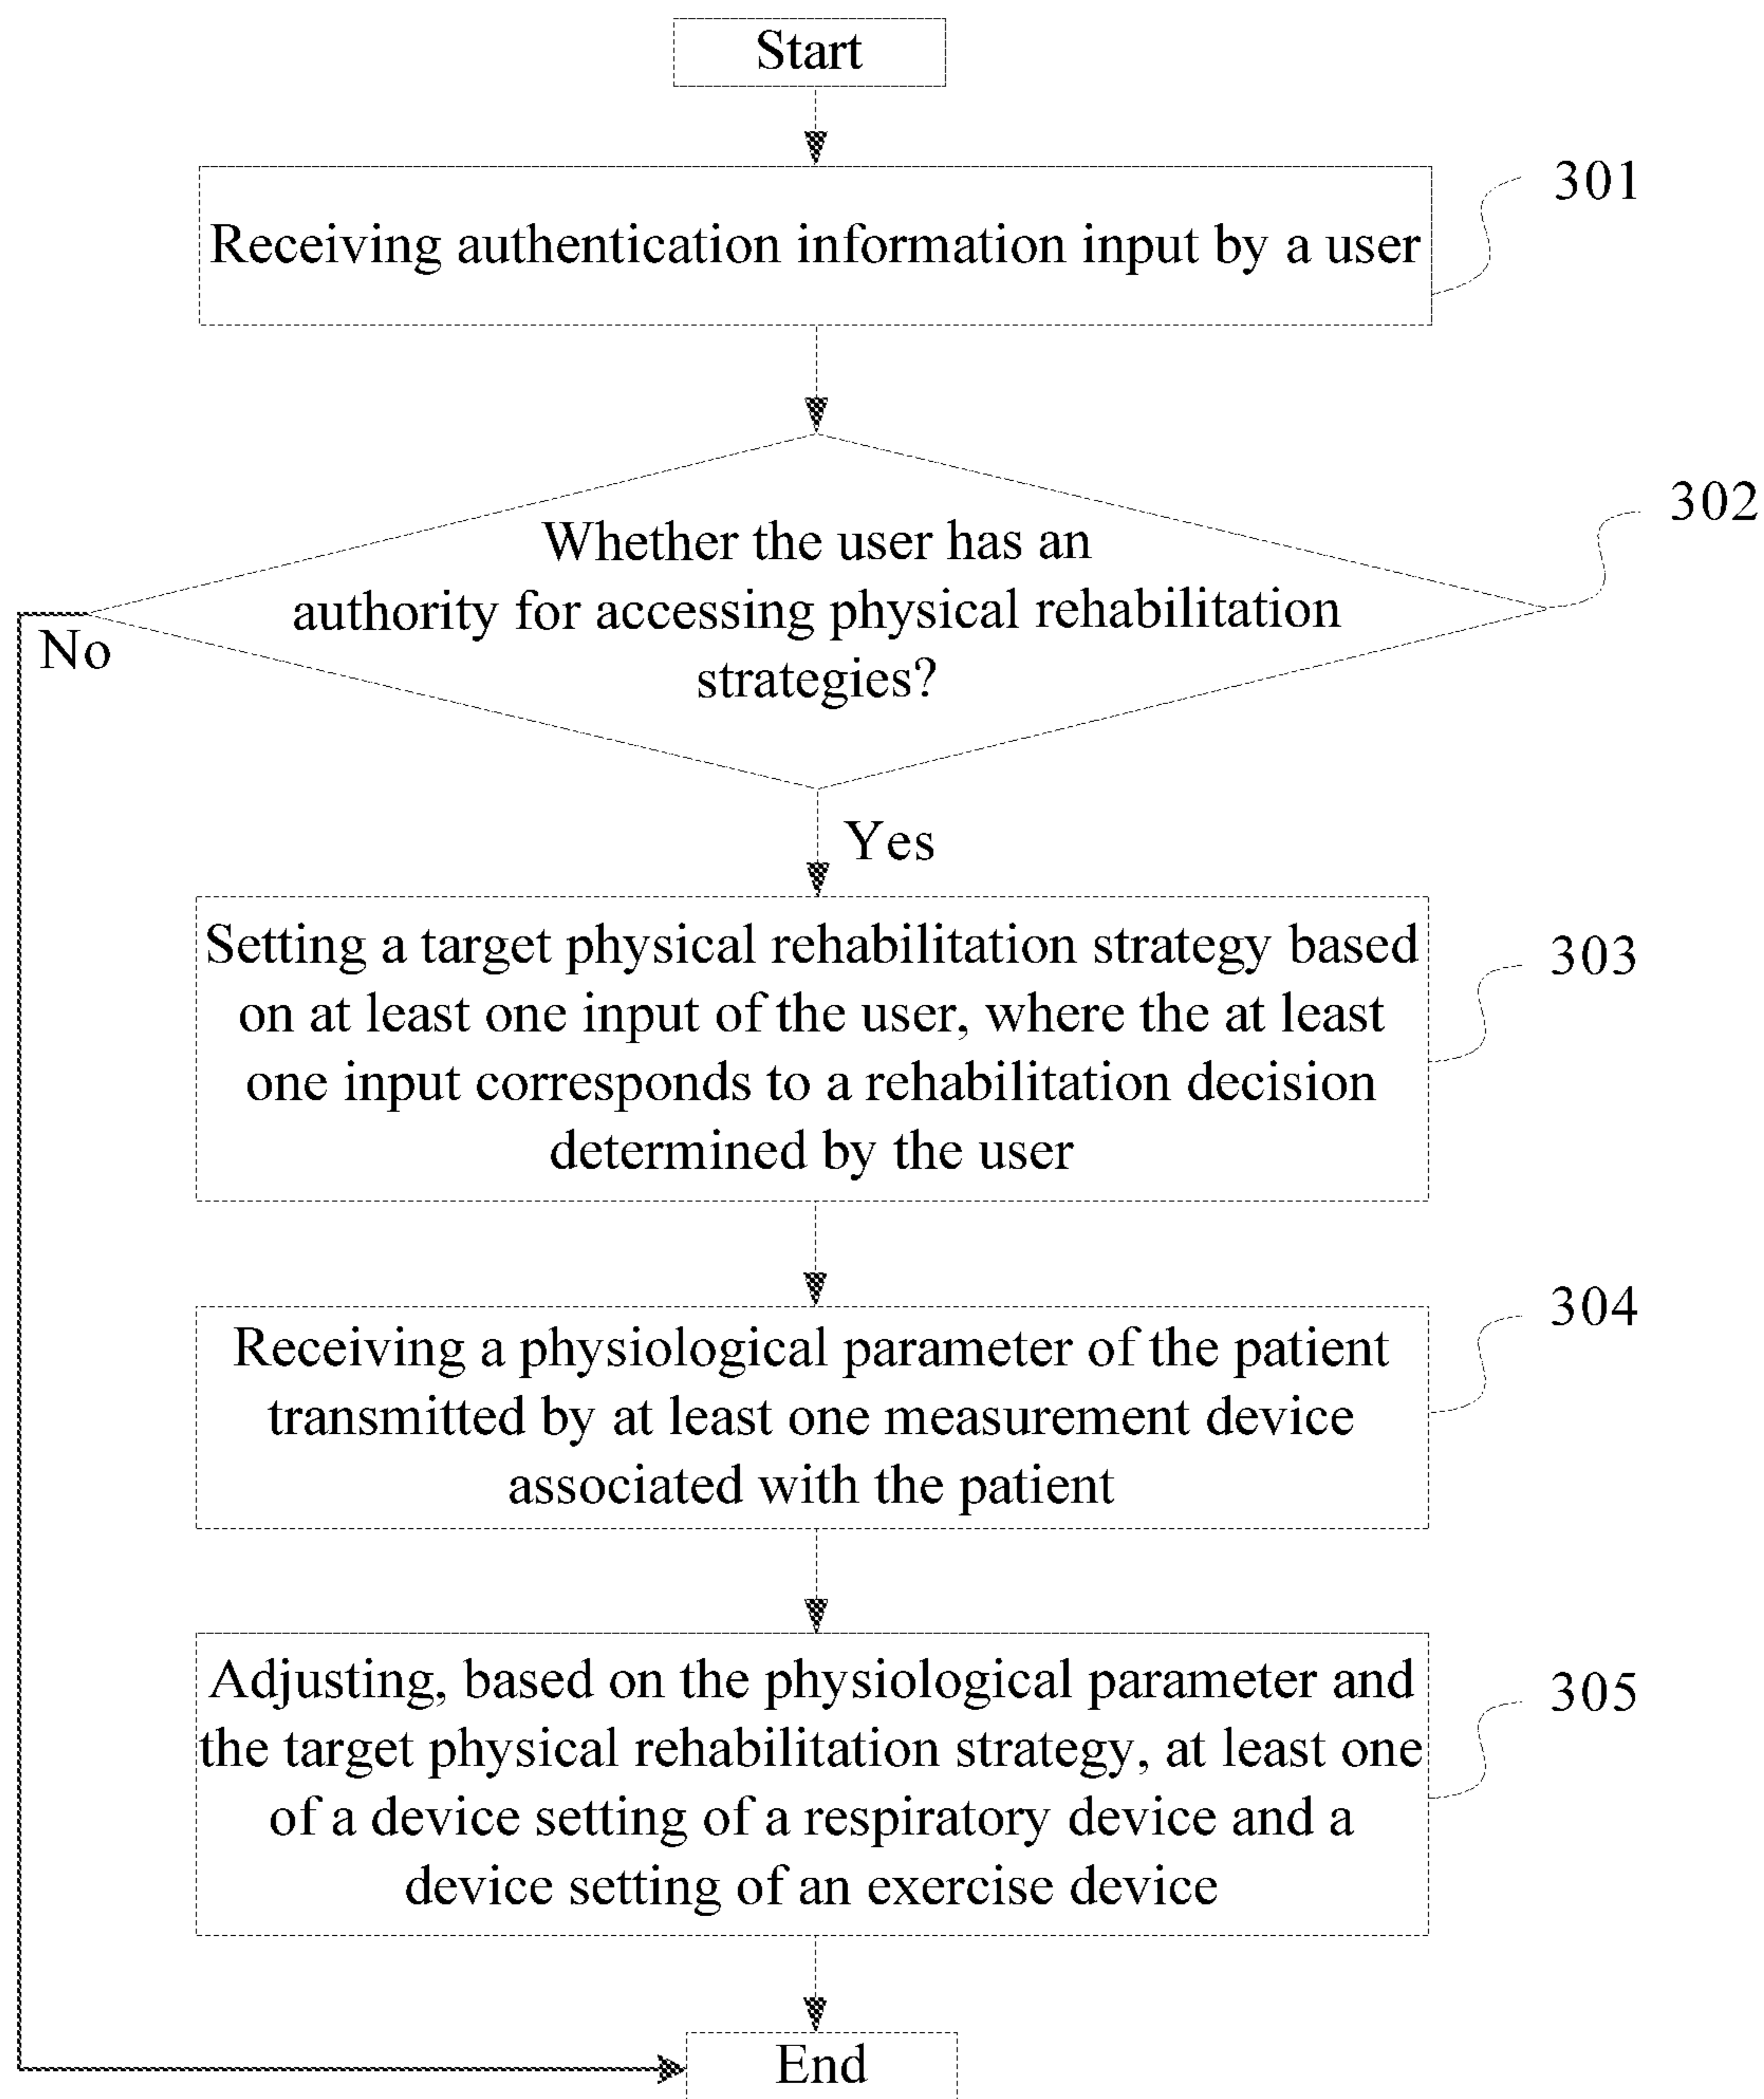 Start
301
Receiving authentication information input by a user
302
Whether the user has an
authority for accessing physical rehabilitation
strategies?
No
Yes
Setting a target physical rehabilitation strategy based
on at least one input of the user, where the at least
one input corresponds to a rehabilitation decision
determined by the user
303
Receiving a physiological parameter of the patient
transmitted by at least one measurement device
associated with the patient
304
Adjusting, based on the physiological parameter and
the target physical rehabilitation strategy, at least one
of a device setting of a respiratory device and a
device setting of an exercise device
305
End